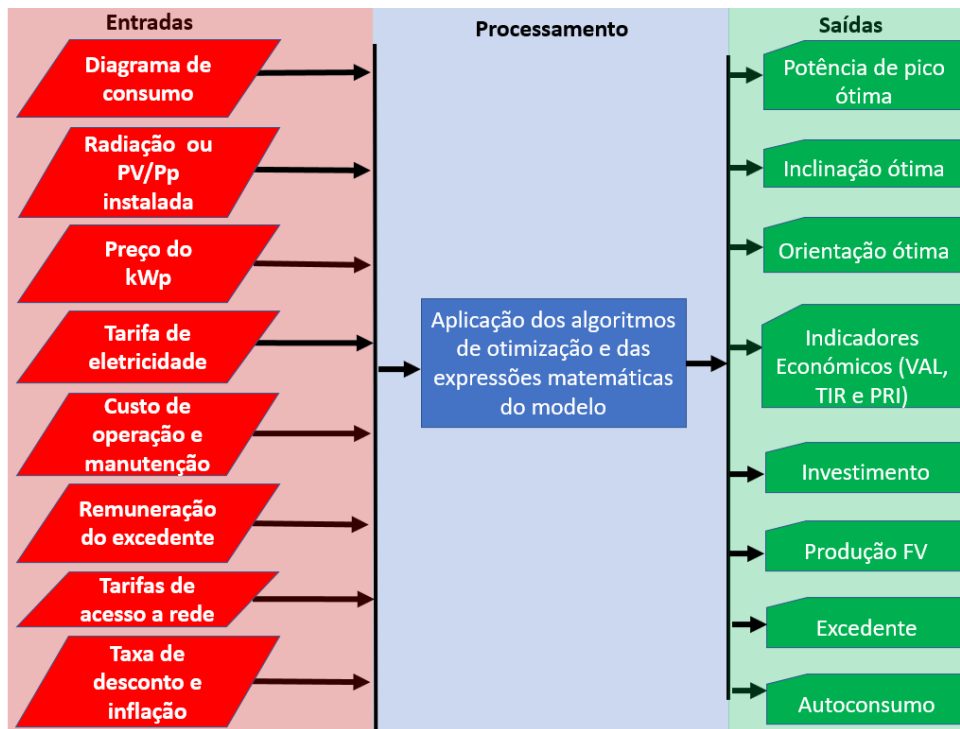 Entradas
Diagrama de
consumo
Radiação ou
PV/Pp
instalada
Preço do
kWp
Tarifa de
eletricidade
Custo de
operação e
manutenção
Remuneração
do excedente
Tarifas de
acesso a rede
Taxa de
desconto e
inflação
Processamento
Aplicação dos algoritmos
de otimização e das
expressões matemáticas
do modelo
Saídas
Potência de pico
ótima
Inclinação ótima
Orientação ótima
Indicadores
Económicos (VAL,
TIR e PRI)
Investimento
Produção FV
Excedente
Autoconsumo